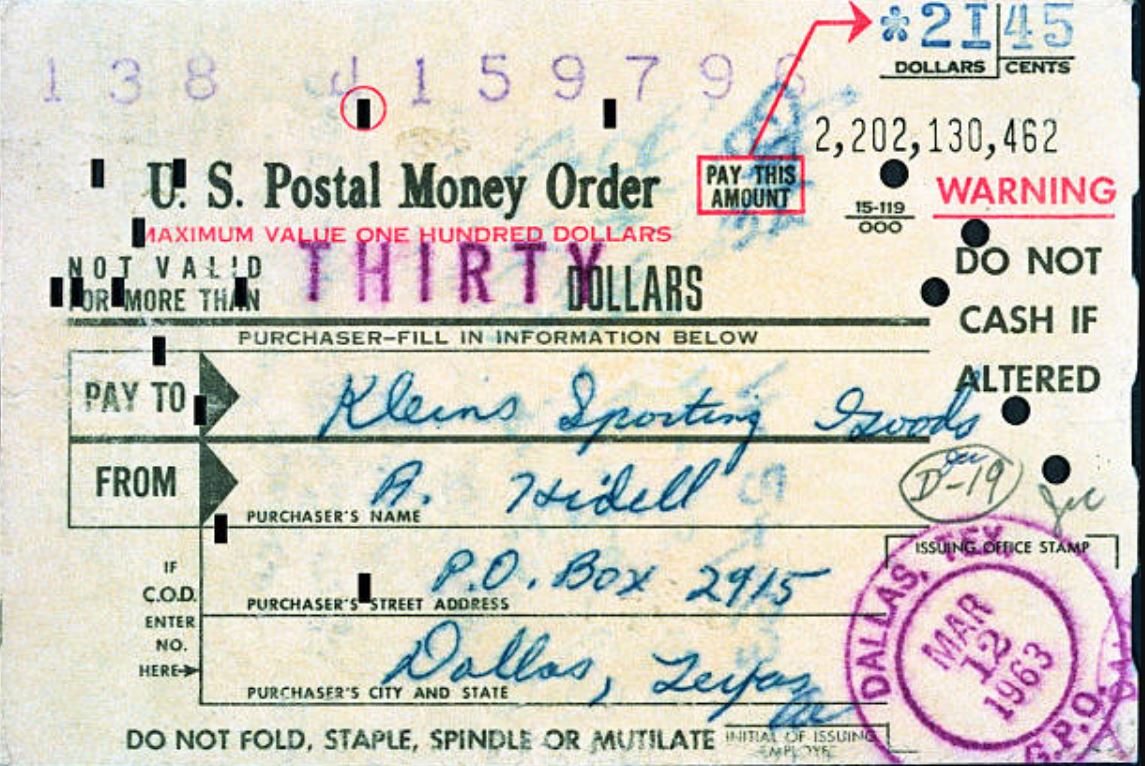 *21 45
DOLLARS CENTS
138 d 1159796
2,202,130,462
U. S. Postal Money Order
PAY THIS AMOUNT
15-119
000
WARNING
MAXIMUM VALUE ONE HUNDRED DOLLARS
NOT VALID
FOR MORE THAN THIRTY DOLLARS
DO NOT
CASH IF
ALTERED
PURCHASER-FILL IN INFORMATION BELOW
PAY TO Kleins Sporting Goods
FROM A. Hidell
D-19
PURCHASER'S NAME
ISSUING OFFICE STAMP
IF
C.O.D.
ENTER
NO.
HERE
P.O. Box 2915
PURCHASER'S STREET ADDRESS
Dallas, Texas
PURCHASER'S CITY AND STATE
DALLAS, TEX
MAR
12
1963
G.P.O.
DO NOT FOLD, STAPLE, SPINDLE OR MUTILATE
INITIAL OF ISSUING
EMPLOYEE